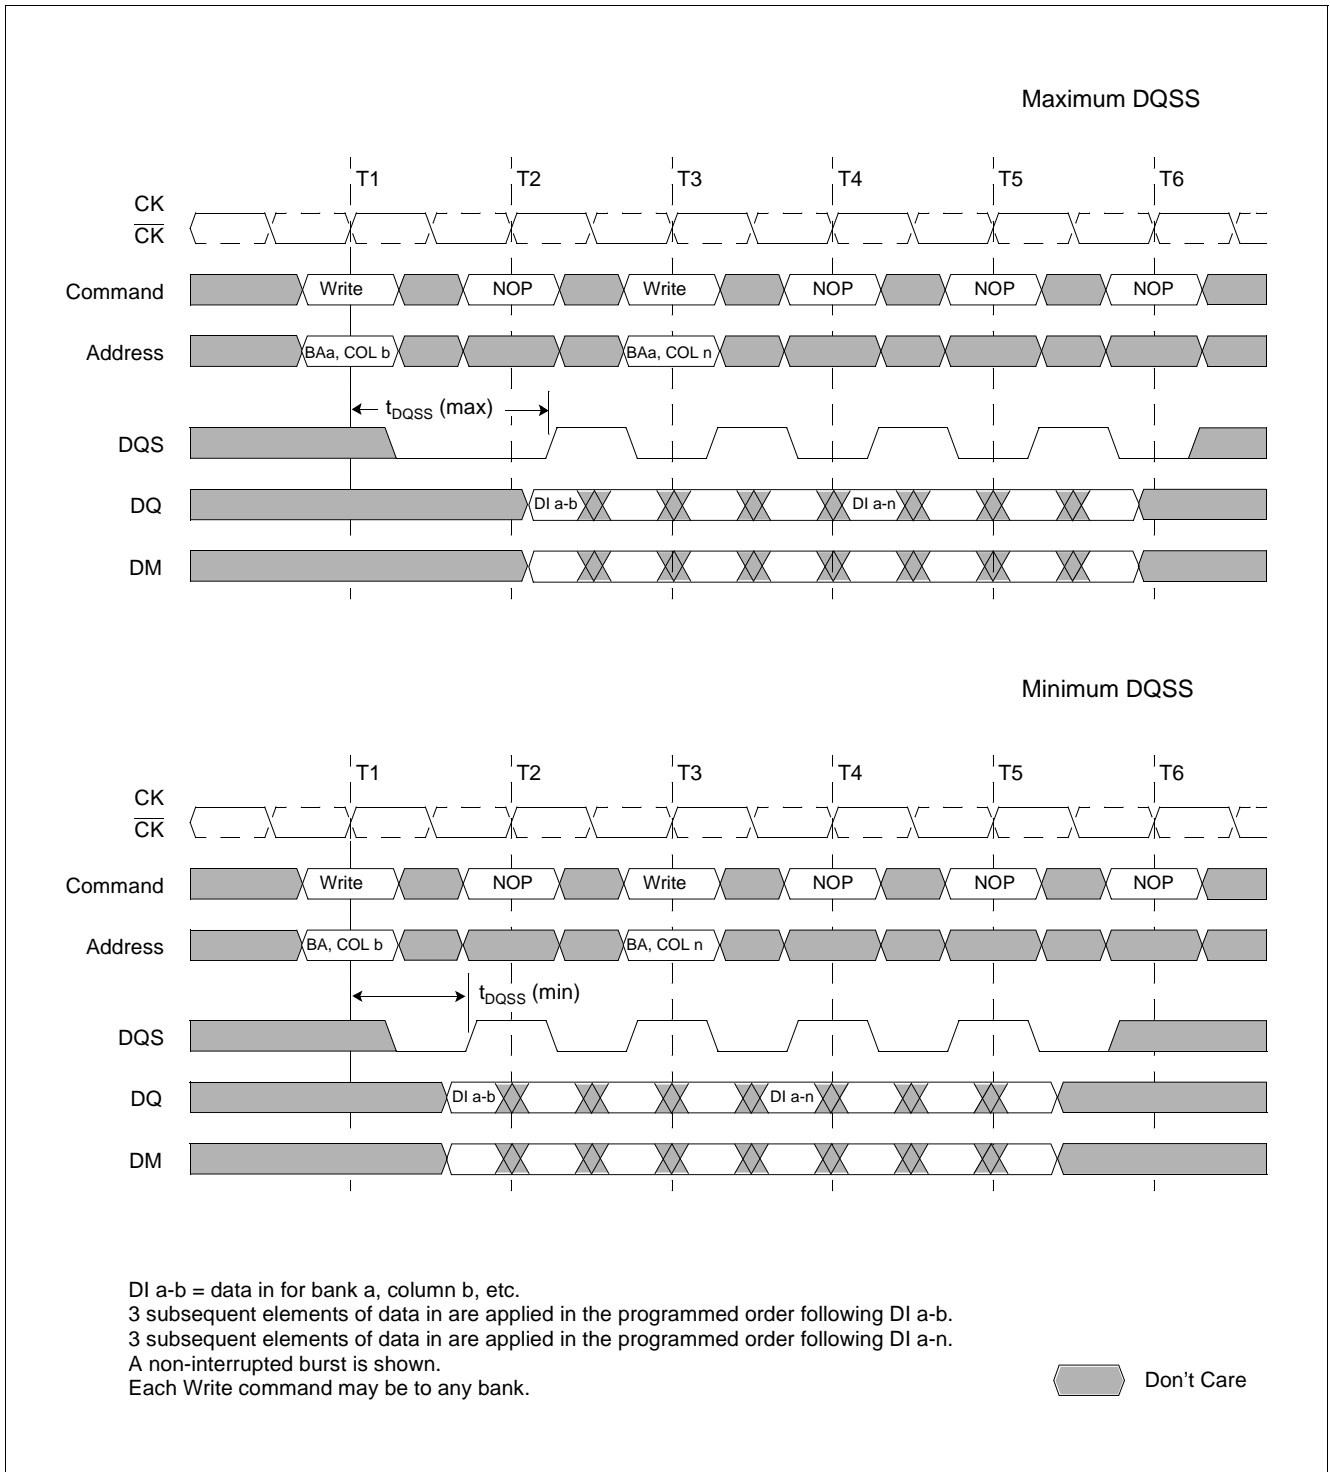 Maximum DQSS
T1 T2 T3 T4 T5 T6
CK
CK
Command Write NOP Write NOP NOP NOP
Address BAa, COL b BAa, COL n
tDQSS (max)
DQS
DQ DI a-b DI a-n
DM
Minimum DQSS
T1 T2 T3 T4 T5 T6
CK
CK
Command Write NOP Write NOP NOP NOP
Address BA, COL b BA, COL n
tDQSS (min)
DQS
DQ DI a-b DI a-n
DM
DI a-b = data in for bank a, column b, etc.
3 subsequent elements of data in are applied in the programmed order following DI a-b.
3 subsequent elements of data in are applied in the programmed order following DI a-n.
A non-interrupted burst is shown.
Each Write command may be to any bank.
Don't Care